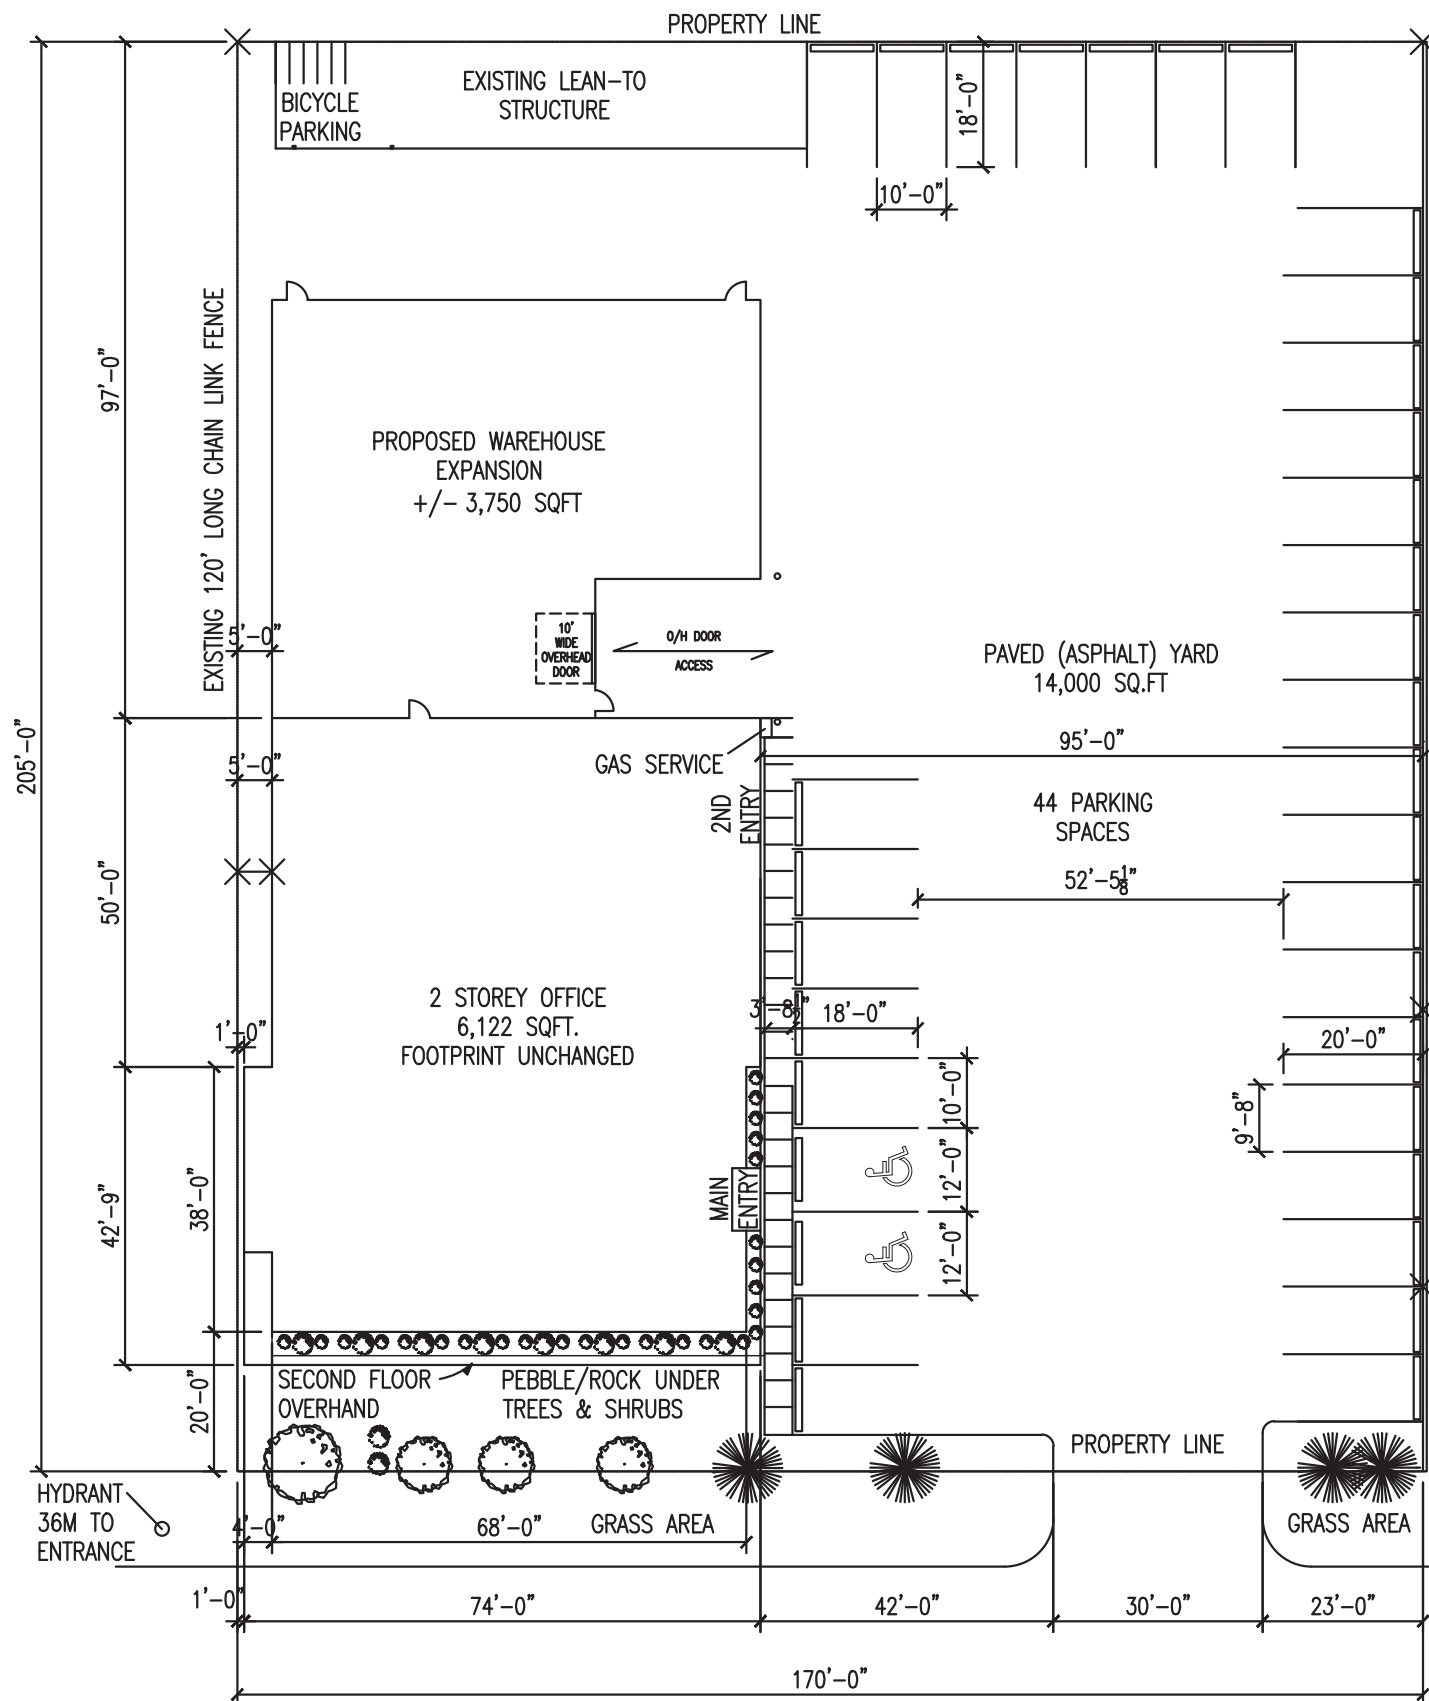 PROPERTY LINE
BICYCLE
PARKING
EXISTING LEAN-TO
STRUCTURE
18'-0"
10'-0"
97'-0"
EXISTING 120' LONG CHAIN LINK FENCE
PROPOSED WAREHOUSE
EXPANSION
+/- 3,750 SQFT
5'-0"
10'
WIDE
OVERHEAD
DOOR
O/H DOOR
ACCESS
PAVED (ASPHALT) YARD
14,000 SQ.FT
205'-0"
5'-0"
GAS SERVICE
95'-0"
2ND
ENTRY
44 PARKING
SPACES
52'-5 1/8"
50'-0"
2 STOREY OFFICE
6,122 SQFT.
FOOTPRINT UNCHANGED
1'-0"
3'-8 1/2"
18'-0"
20'-0"
10'-0"
9'-8"
12'-0"
12'-0"
MAIN
ENTRY
42'-9"
38'-0"
20'-0"
SECOND FLOOR
OVERHAND
PEBBLE/ROCK UNDER
TREES & SHRUBS
PROPERTY LINE
HYDRANT
36M TO
ENTRANCE
4'-0"
68'-0"
GRASS AREA
GRASS AREA
1'-0"
74'-0"
42'-0"
30'-0"
23'-0"
170'-0"